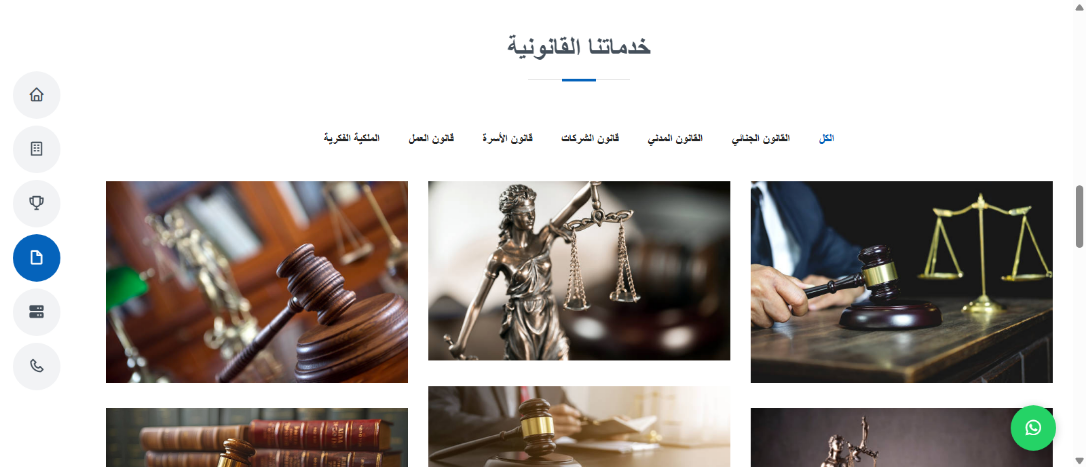 خدماتنا القانونية
الكل القانون الجنائي القانون المدني قانون الشركات قانون الأسرة قانون العمل الملكية الفكرية